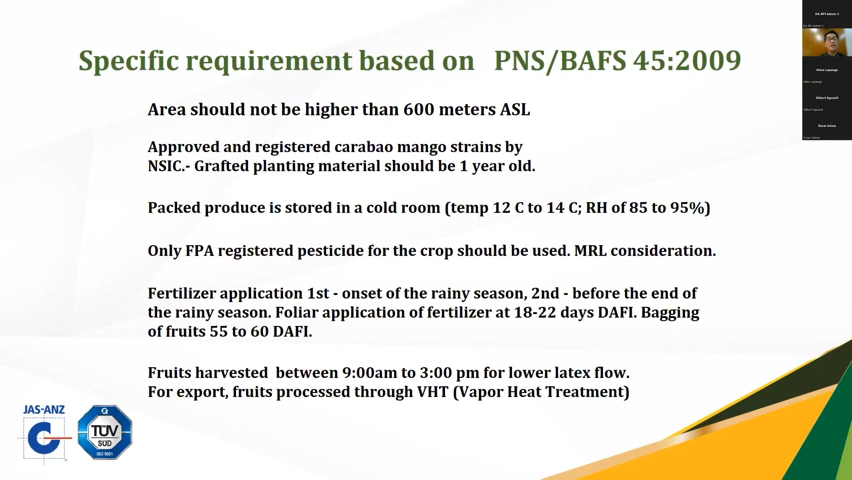 Specific requirement based on PNS/BAFS 45:2009
Area should not be higher than 600 meters ASL
Approved and registered carabao mango strains by
NSIC.- Grafted planting material should be 1 year old.
Packed produce is stored in a cold room (temp 12 C to 14 C; RH of 85 to 95%)
Only FPA registered pesticide for the crop should be used. MRL consideration.
Fertilizer application 1st - onset of the rainy season, 2nd - before the end of
the rainy season. Foliar application of fertilizer at 18-22 days DAFI. Bagging
of fruits 55 to 60 DAFI.
Fruits harvested between 9:00am to 3:00 pm for lower latex flow.
For export, fruits processed through VHT (Vapor Heat Treatment)
JAS-ANZ
TÜV
SÜD
ISO 9001